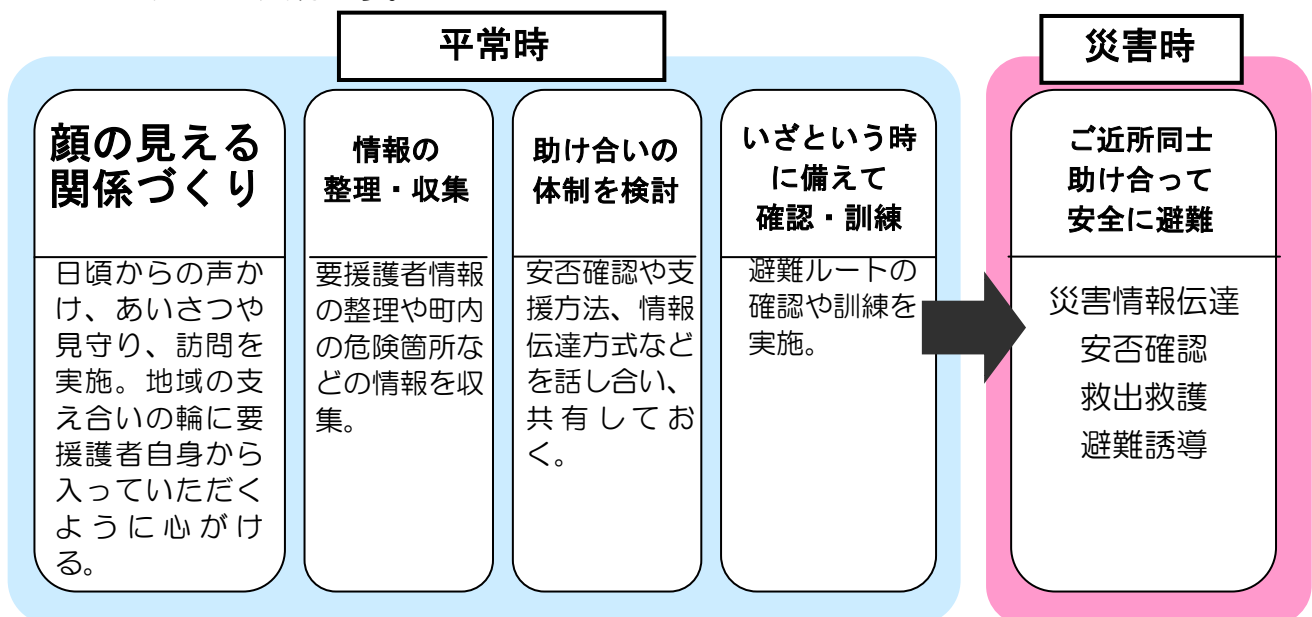 平常時
顔の見える
関係づくり
日頃からの声か
け、あいさつや
見守り、訪問を
実施。地域の支
え合いの輪に要
援護者自身から
入っていただく
ように心がけ
る。
情報の
整理・収集
要援護者情報
の整理や町内
の危険箇所な
どの情報を収
集。
助け合いの
体制を検討
安否確認や支
援方法、情報
伝達方式など
を話し合い、
共有してお
く。
いざという時
に備えて
確認・訓練
避難ルートの
確認や訓練を
実施。
災害時
ご近所同士
助け合って
安全に避難
災害情報伝達
安否確認
救出救護
避難誘導